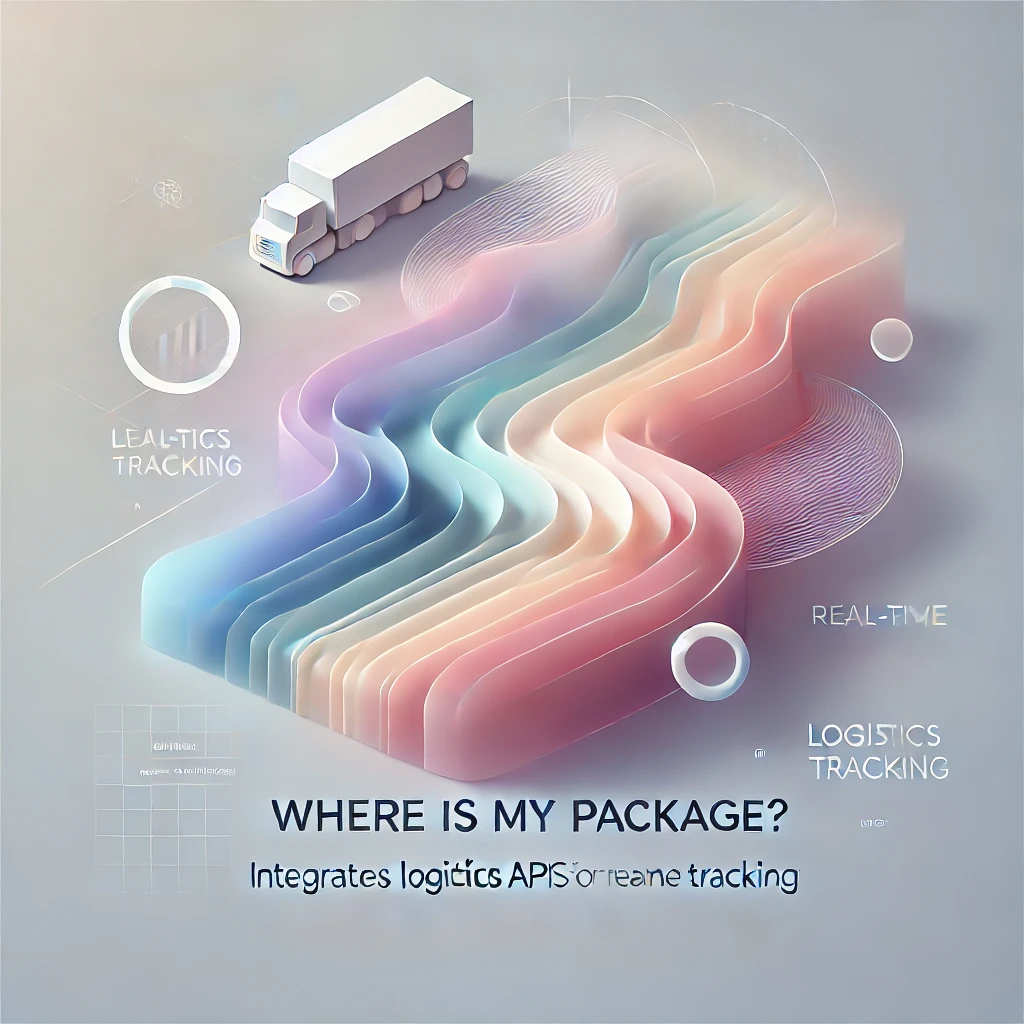 LEAL-TICS
TRACKING
REAL-TIME
LOGISTICS
TRACKING
WHERE IS MY PACKAGE?
Integrates logitics APIS tracking